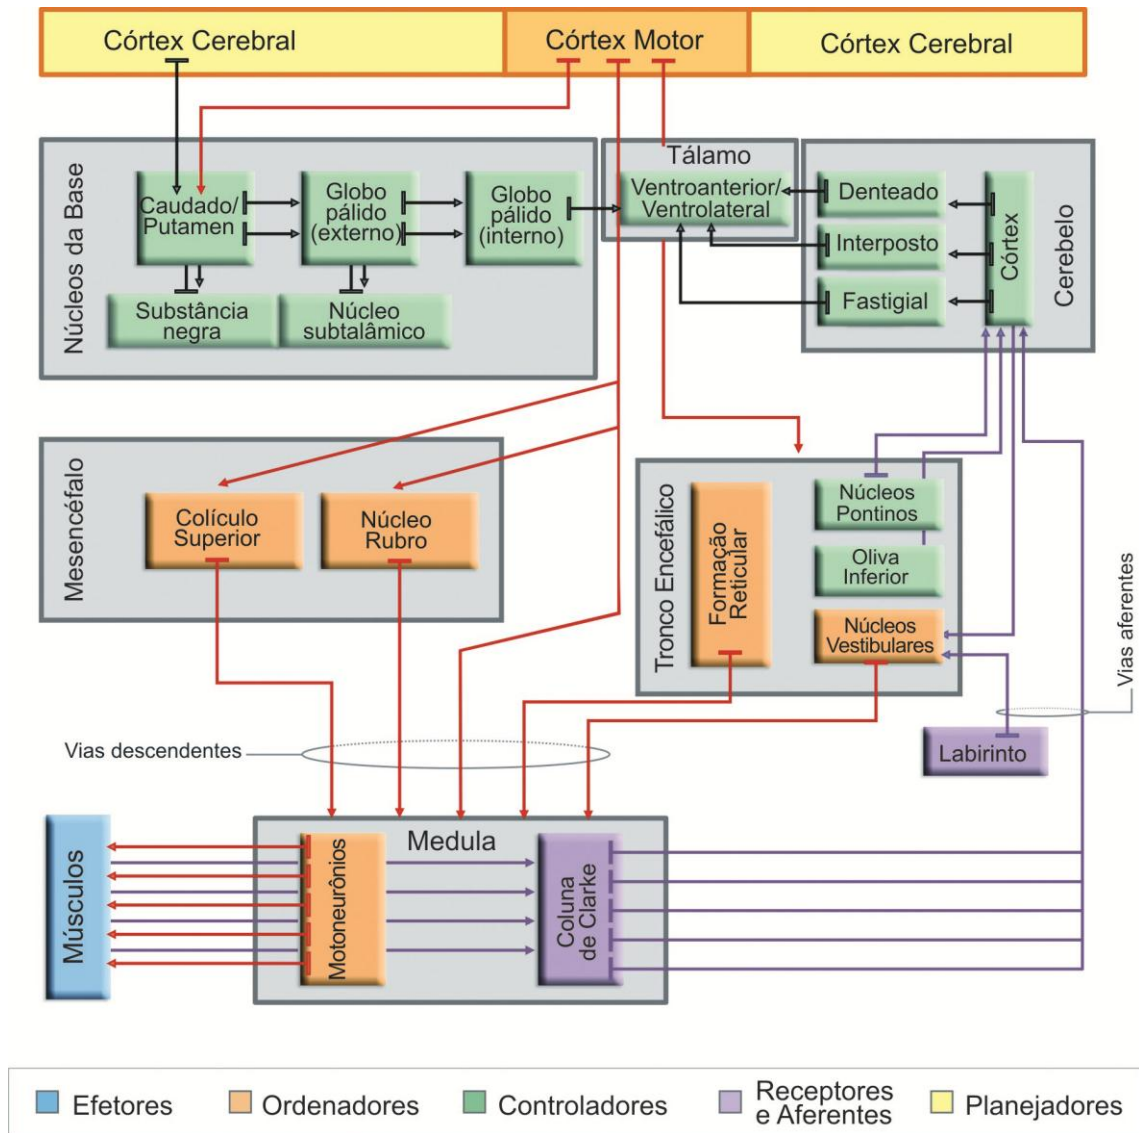 Córtex Cerebral
Córtex Motor
Córtex Cerebral
Núcleos da Base
Caudado/
Putamen
Globo
pálido
(externo)
Globo
pálido
(interno)
Substância
negra
Núcleo
subtalâmico
Tálamo
Ventroanterior/
Ventrolateral
Denteado
Interposto
Fastigial
Córtex
Cerebelo
Mesencéfalo
Colículo
Superior
Núcleo
Rubro
Tronco Encefálico
Formação
Reticular
Núcleos
Pontinos
Oliva
Inferior
Núcleos
Vestibulares
Vias aferentes
Labirinto
Vias descendentes
Músculos
Medula
Motoneurônios
Coluna
de Clarke
Efetores
Ordenadores
Controladores
Receptores
e Aferentes
Planejadores